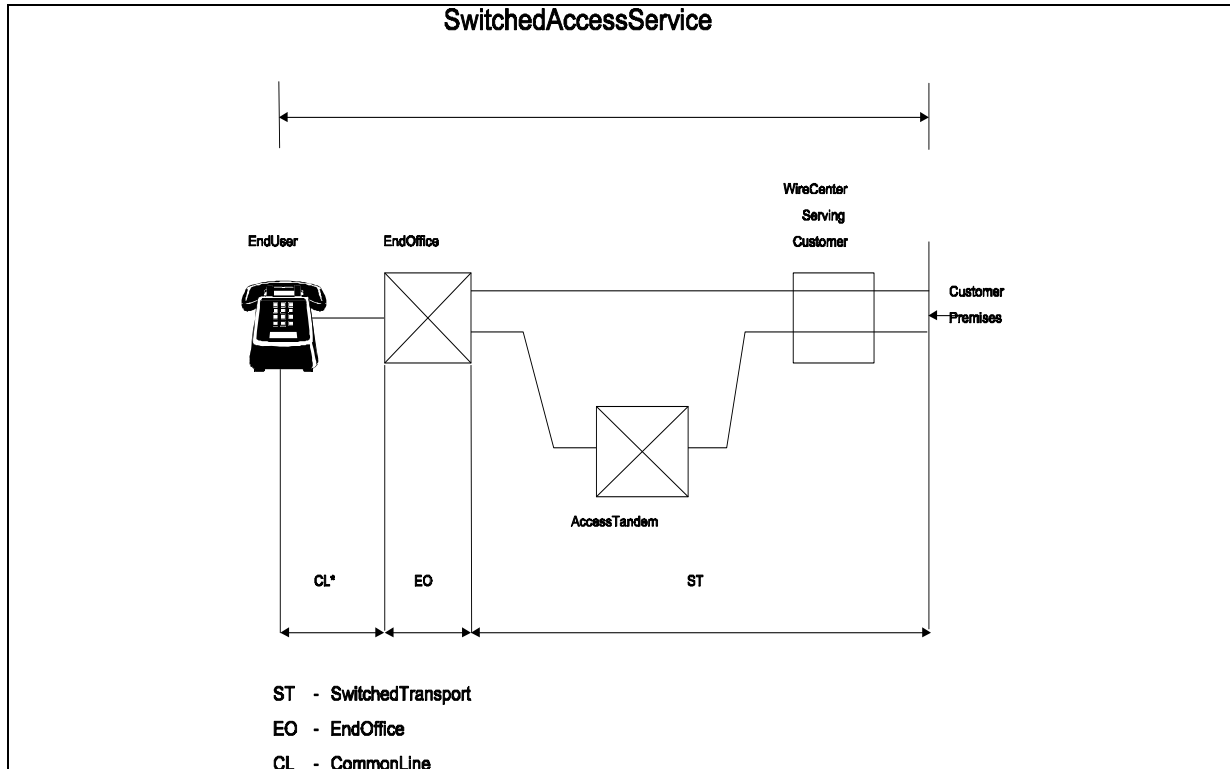 SwitchedAccessService
WireCenter
Serving
Customer
EndUser
EndOffice
Customer
Premises
AccessTandem
CL*
EO
ST
ST - SwitchedTransport
EO - EndOffice
CL - CommonLine